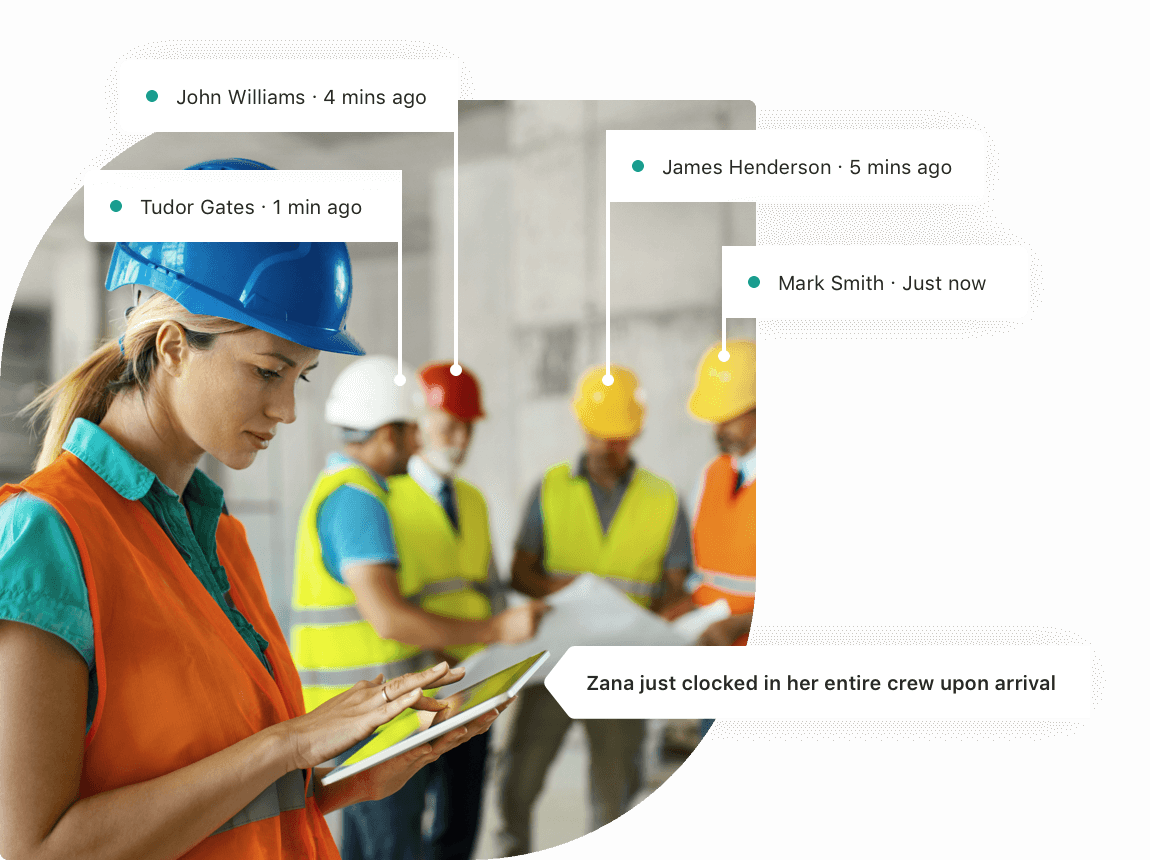 John Williams · 4 mins ago
James Henderson · 5 mins ago
Tudor Gates · 1 min ago
Mark Smith · Just now
Zana just clocked in her entire crew upon arrival